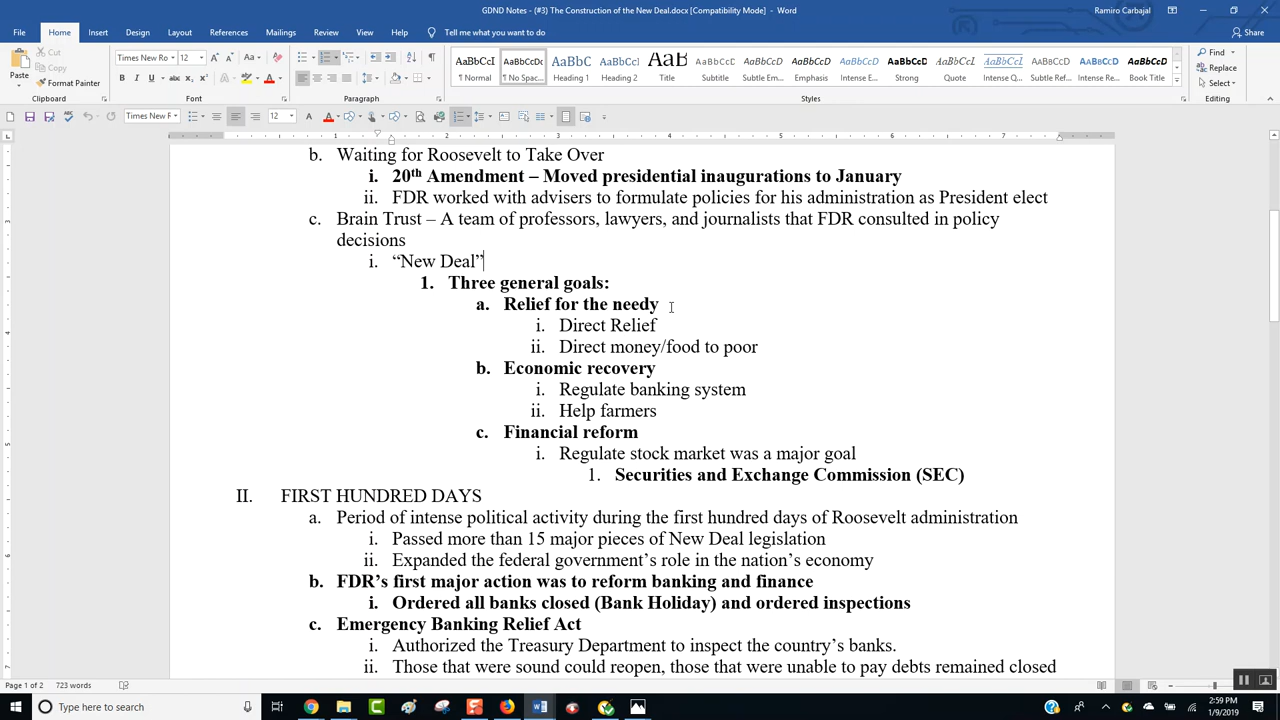 GDND Notes - (#3) The Construction of the New Deal.docx [Compatibility Mode] - Word
Ramiro Carbajal
File Home Insert Design Layout References Mailings Review View Help Tell me what you want to do Share
Paste
Cut
Copy
Format Painter
Clipboard
Times New Ro 12
Font
Paragraph
AaBbCcI AaBbCcDc AaBbC AaBbCcI AaB AaBbCcD AaBbCcD AaBbCcD AaBbCcD AaBbCcI AaBbCcD AaBbCcI AaBbCcD AaBbCcD AaBbCcD
¶ Normal ¶ No Spac... Heading 1 Heading 2 Title Subtitle Subtle Em... Emphasis Intense E... Strong Quote Intense Q... Subtle Ref... Intense Re... Book Title
Styles
Find
Replace
Select
Editing
Times New R 12
b. Waiting for Roosevelt to Take Over
i. 20th Amendment – Moved presidential inaugurations to January
ii. FDR worked with advisers to formulate policies for his administration as President elect
c. Brain Trust – A team of professors, lawyers, and journalists that FDR consulted in policy
decisions
i. “New Deal”
1. Three general goals:
a. Relief for the needy
i. Direct Relief
ii. Direct money/food to poor
b. Economic recovery
i. Regulate banking system
ii. Help farmers
c. Financial reform
i. Regulate stock market was a major goal
1. Securities and Exchange Commission (SEC)
II. FIRST HUNDRED DAYS
a. Period of intense political activity during the first hundred days of Roosevelt administration
i. Passed more than 15 major pieces of New Deal legislation
ii. Expanded the federal government’s role in the nation’s economy
b. FDR’s first major action was to reform banking and finance
i. Ordered all banks closed (Bank Holiday) and ordered inspections
c. Emergency Banking Relief Act
i. Authorized the Treasury Department to inspect the country’s banks.
ii. Those that were sound could reopen, those that were unable to pay debts remained closed
Page 1 of 2 723 words
Type here to search
2:59 PM
1/9/2019